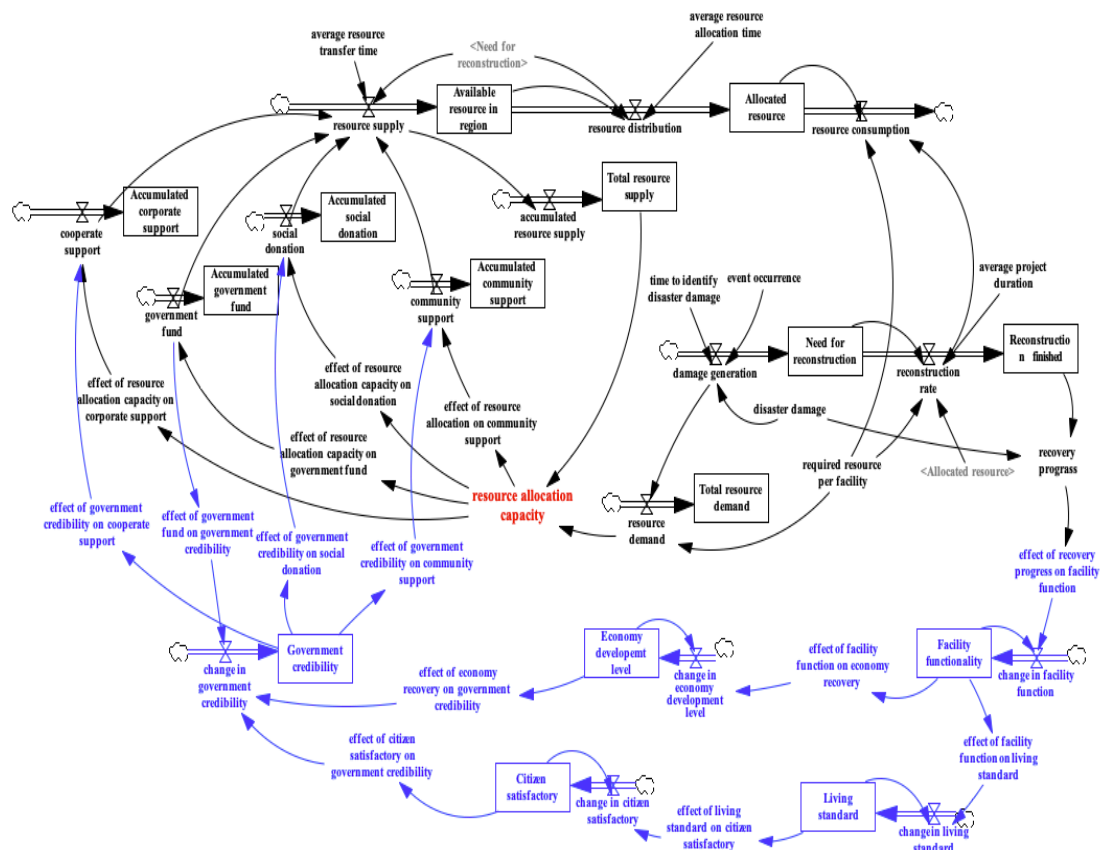 average resource
transfer time
<Need for
reconstruction>
average resource
allocation time
Available
resource in
region
Allocated
resource
resource supply
resource distribution
resource consumption
Accumulated
corporate
support
Accumulated
social
donation
Total resource
supply
cooperate
support
social
donation
accumulated
resource supply
Accumulated
government
fund
Accumulated
community
support
government
fund
community
support
time to identify
disaster damage
event occurrence
average project
duration
Need for
reconstruction
Reconstructio
n finished
damage generation
reconstruction
rate
effect of resource
allocation capacity on
corporate support
effect of resource
allocation capacity on
social donation
effect of resource
allocation on community
support
disaster damage
effect of resource
allocation capacity on
government fund
required resource
per facility
<Allocated resource>
recovery
prograss
resource allocation
capacity
Total resource
demand
resource
demand
effect of government
credibility on cooperate
support
effect of government
fund on government
credibility
effect of government
credibility on social
donation
effect of government
credibility on community
support
effect of recovery
progress on facility
function
Government
credibility
change in
government
credibility
Economy
developemt
level
change in
economy
development
level
effect of facility
function on economy
recovery
Facility
functionality
change in facility
function
effect of economy
recovery on government
credibility
effect of citizen
satisfactory on
government credibility
effect of facility
function on living
standard
Citizen
satisfactory
change in citizen
satisfactory
effect of living
standard on citizen
satisfactory
Living
standard
change in living
standard